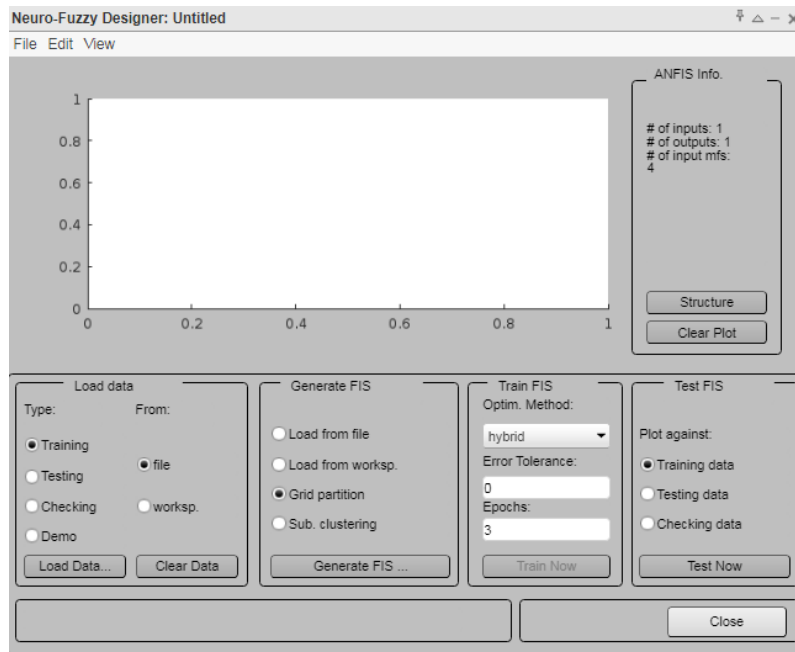 Neuro-Fuzzy Designer: Untitled
File Edit View
1
0.8
0.6
0.4
0.2
0
0 0.2 0.4 0.6 0.8 1
ANFIS Info.
# of inputs: 1
# of outputs: 1
# of input mfs:
4
Structure
Clear Plot
Load data
Type: From:
Training
file
Testing
Checking worksp.
Demo
Load Data... Clear Data
Generate FIS
Load from file
Load from worksp.
Grid partition
Sub. clustering
Generate FIS ...
Train FIS
Optim. Method:
hybrid
Error Tolerance:
0
Epochs:
3
Train Now
Test FIS
Plot against:
Training data
Testing data
Checking data
Test Now
Close